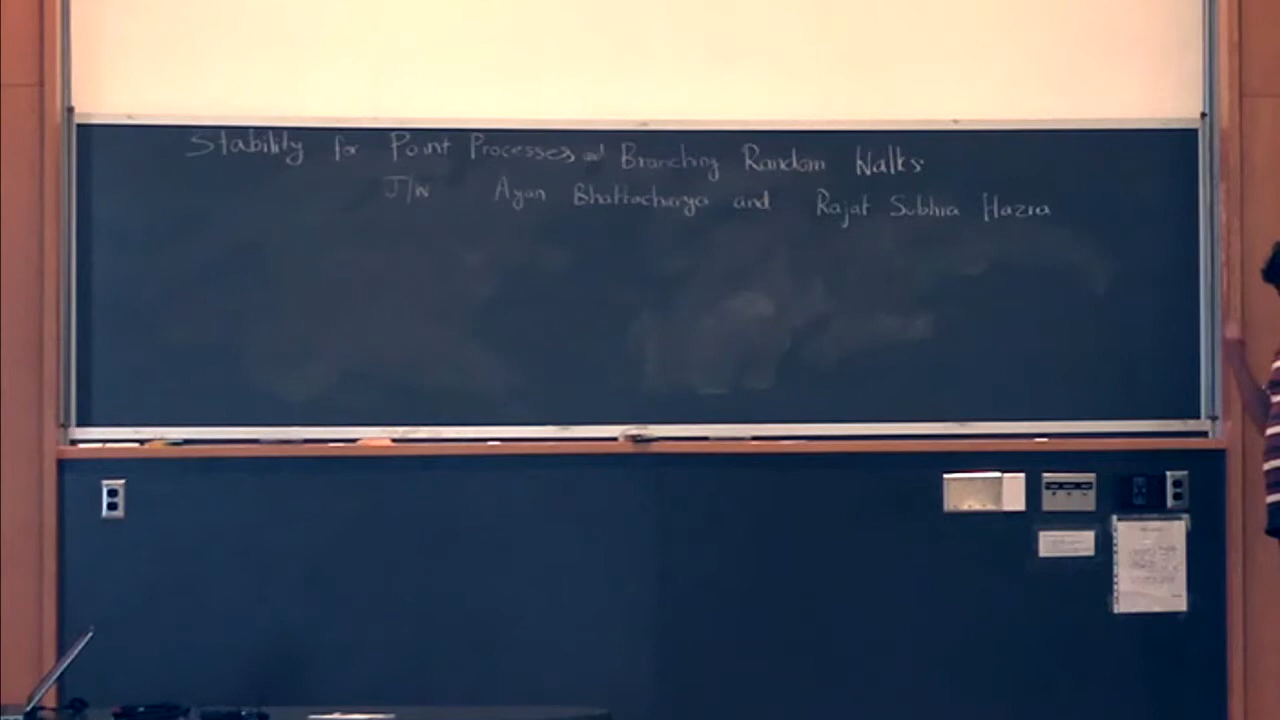 Stability for Point Processes and Branching Random Walks
J/w Ayan Bhattacharya and Rajat Subhra Hazra